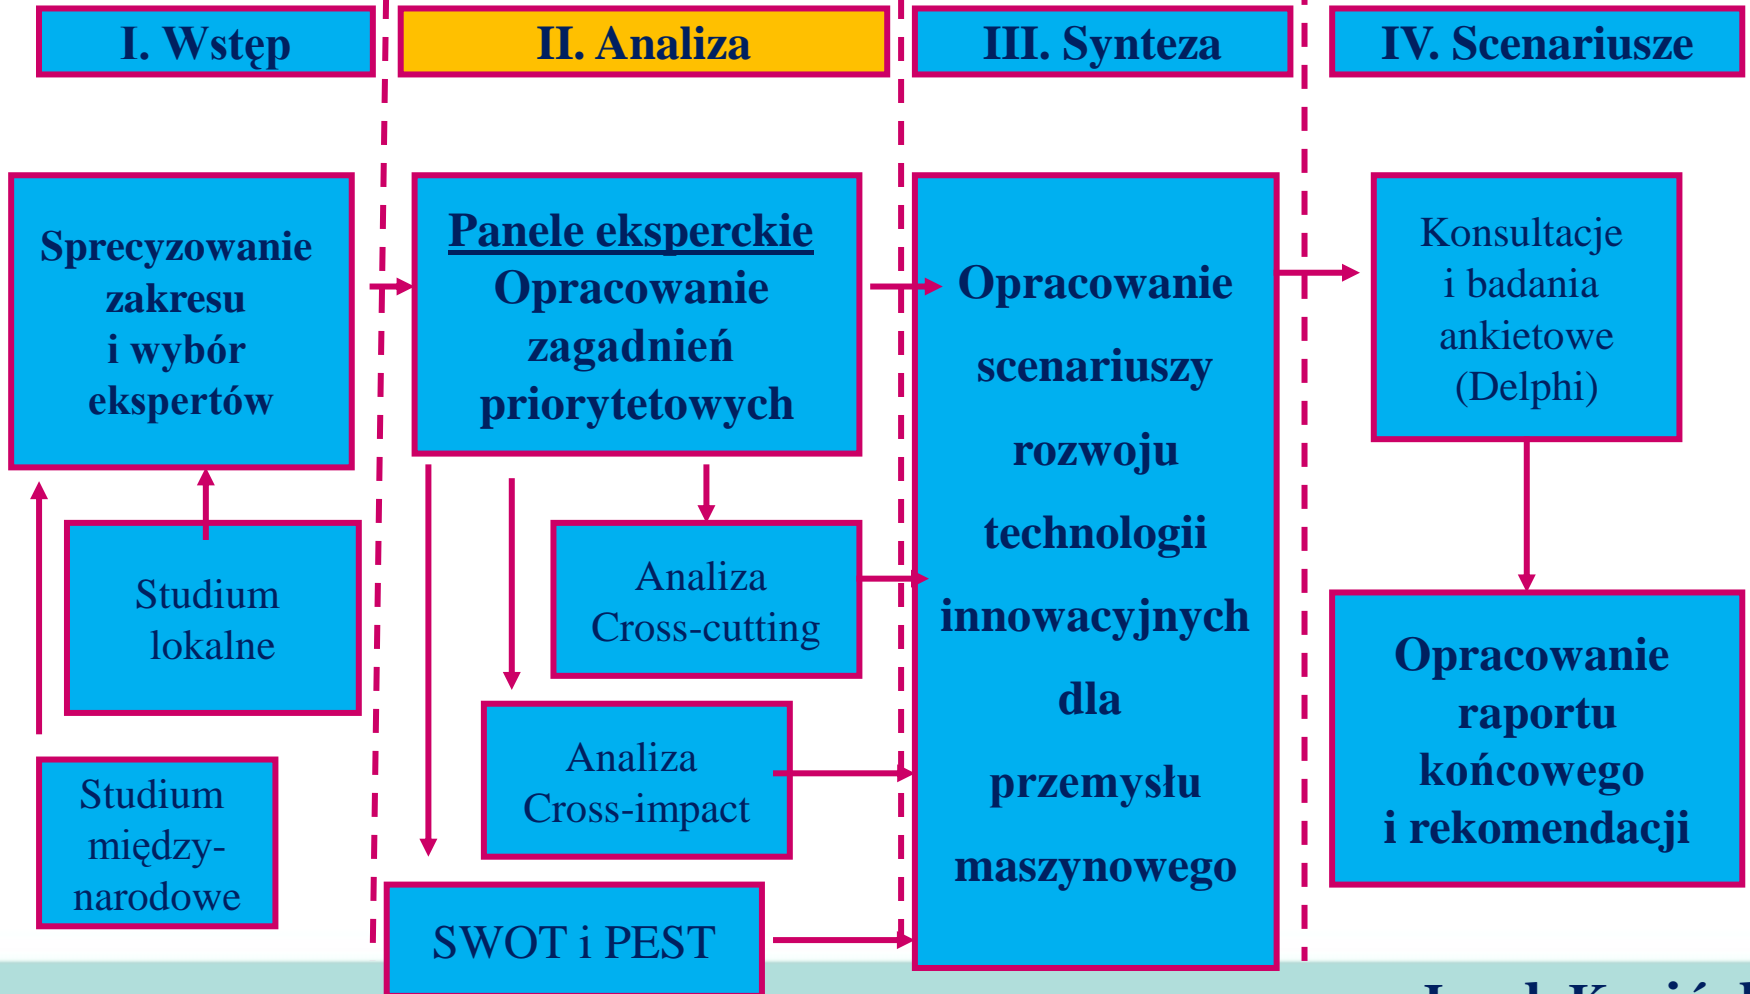 I. Wstęp
II. Analiza
III. Synteza
IV. Scenariusze
Sprecyzowanie
zakresu
i wybór
ekspertów
Studium
lokalne
Studium
między-
narodowe
Panele eksperckie
Opracowanie
zagadnień
priorytetowych
Analiza
Cross-cutting
Analiza
Cross-impact
SWOT i PEST
Opracowanie
scenariuszy
rozwoju
technologii
innowacyjnych
dla
przemysłu
maszynowego
Konsultacje
i badania
ankietowe
(Delphi)
Opracowanie
raportu
końcowego
i rekomendacji